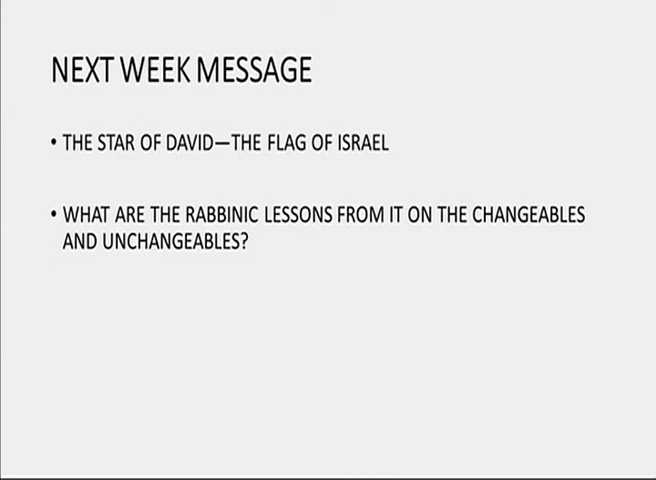 NEXT WEEK MESSAGE
• THE STAR OF DAVID—THE FLAG OF ISRAEL
• WHAT ARE THE RABBINIC LESSONS FROM IT ON THE CHANGEABLES
AND UNCHANGEABLES?